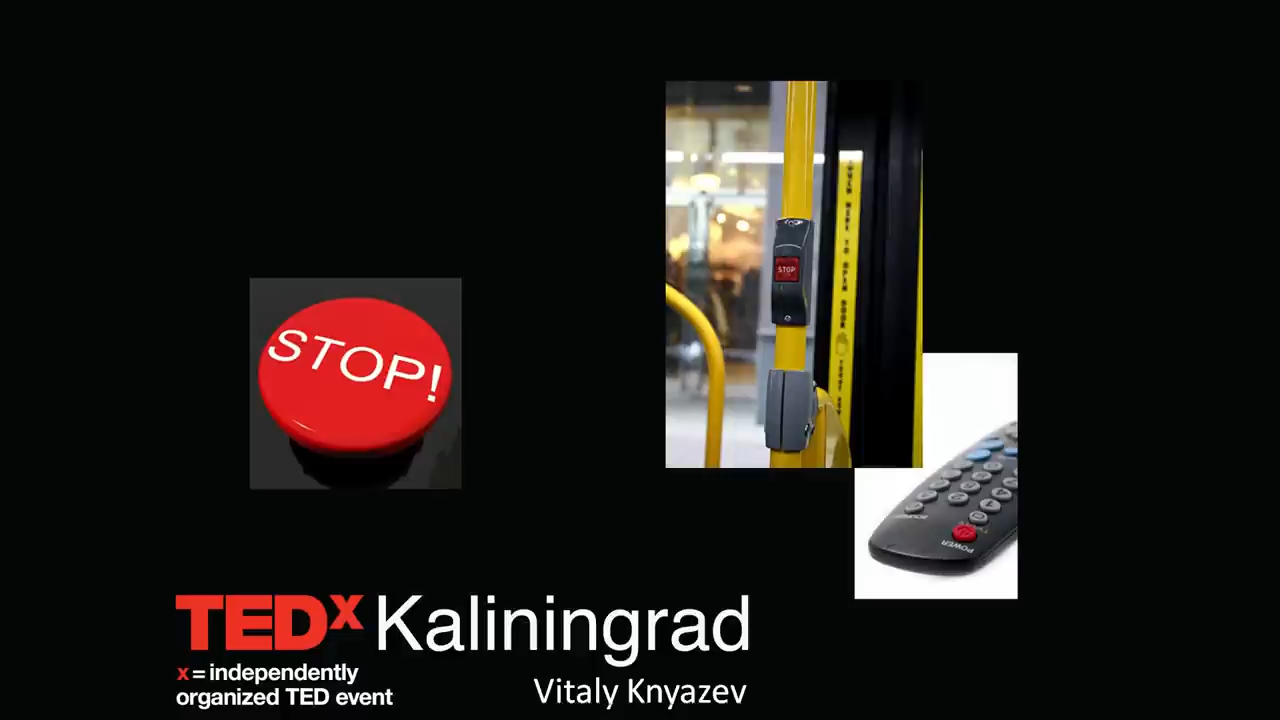 STOP!
STOP
POWER
TEDx Kaliningrad
x = independently
organized TED event
Vitaly Knyazev